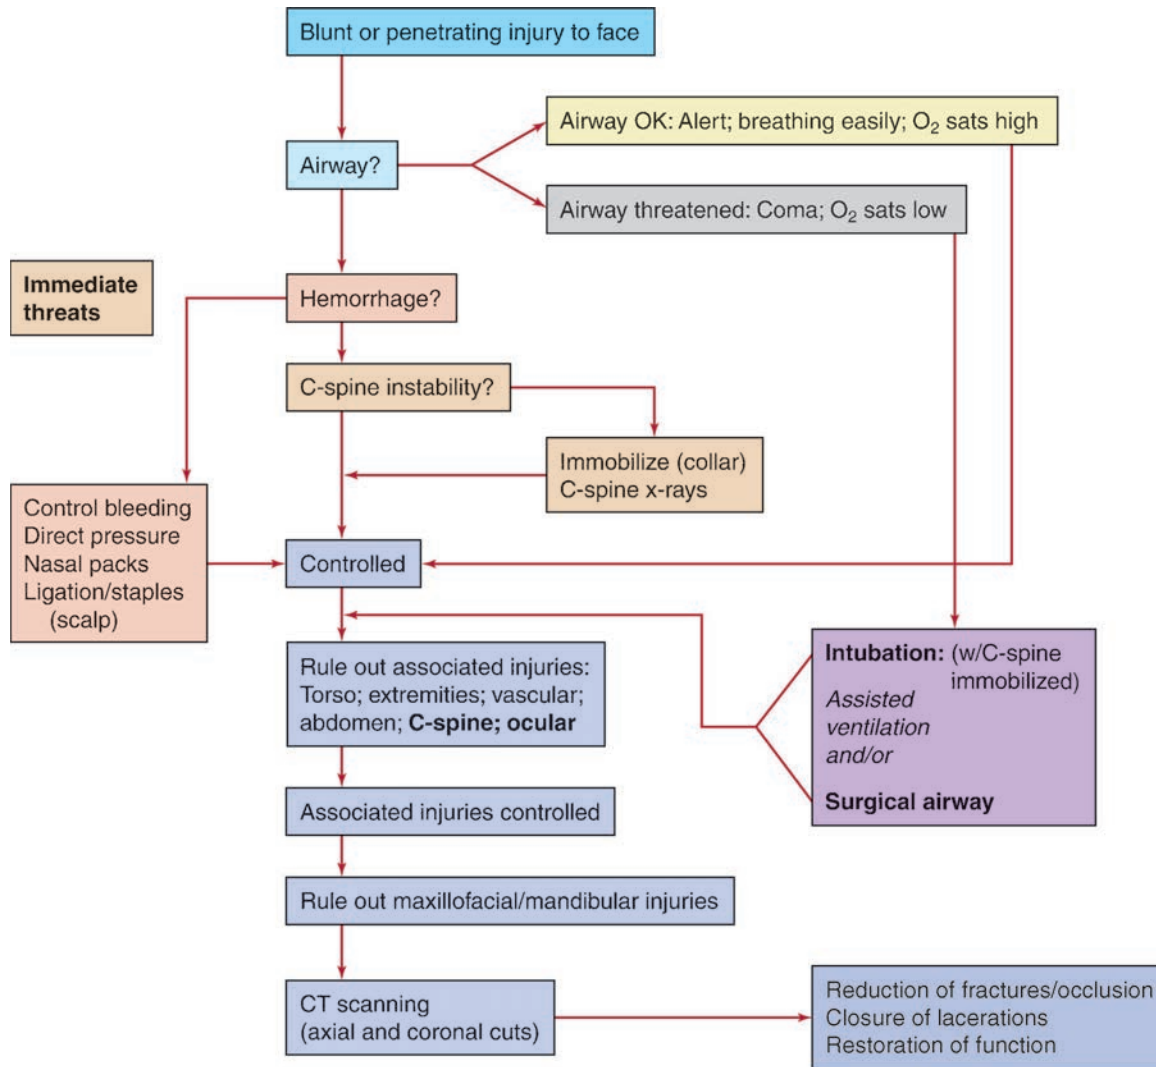 Blunt or penetrating injury to face
Airway OK: Alert; breathing easily; O₂ sats high
Airway?
Airway threatened: Coma; O₂ sats low
Immediate
threats
Hemorrhage?
C-spine instability?
Immobilize (collar)
C-spine x-rays
Control bleeding
Direct pressure
Nasal packs
Ligation/staples
(scalp)
Controlled
Rule out associated injuries:
Torso; extremities; vascular;
abdomen; C-spine; ocular
Intubation: (w/C-spine
immobilized)
Assisted
ventilation
and/or
Surgical airway
Associated injuries controlled
Rule out maxillofacial/mandibular injuries
CT scanning
(axial and coronal cuts)
Reduction of fractures/occlusion
Closure of lacerations
Restoration of function